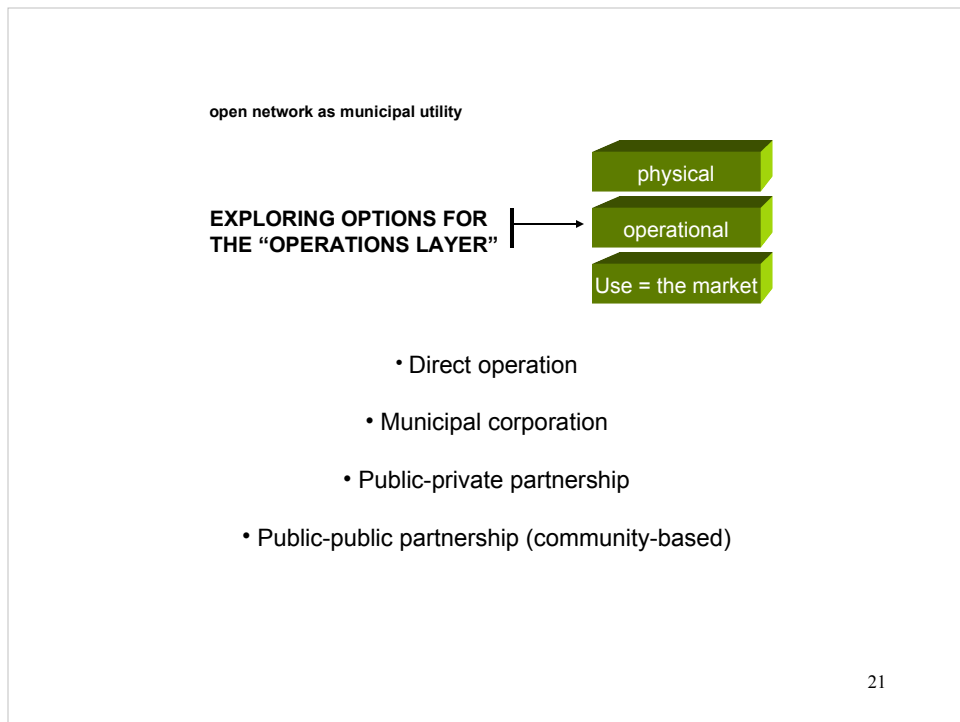 open network as municipal utility
physical
EXPLORING OPTIONS FOR
THE “OPERATIONS LAYER”
operational
Use = the market
• Direct operation
• Municipal corporation
• Public-private partnership
• Public-public partnership (community-based)
21